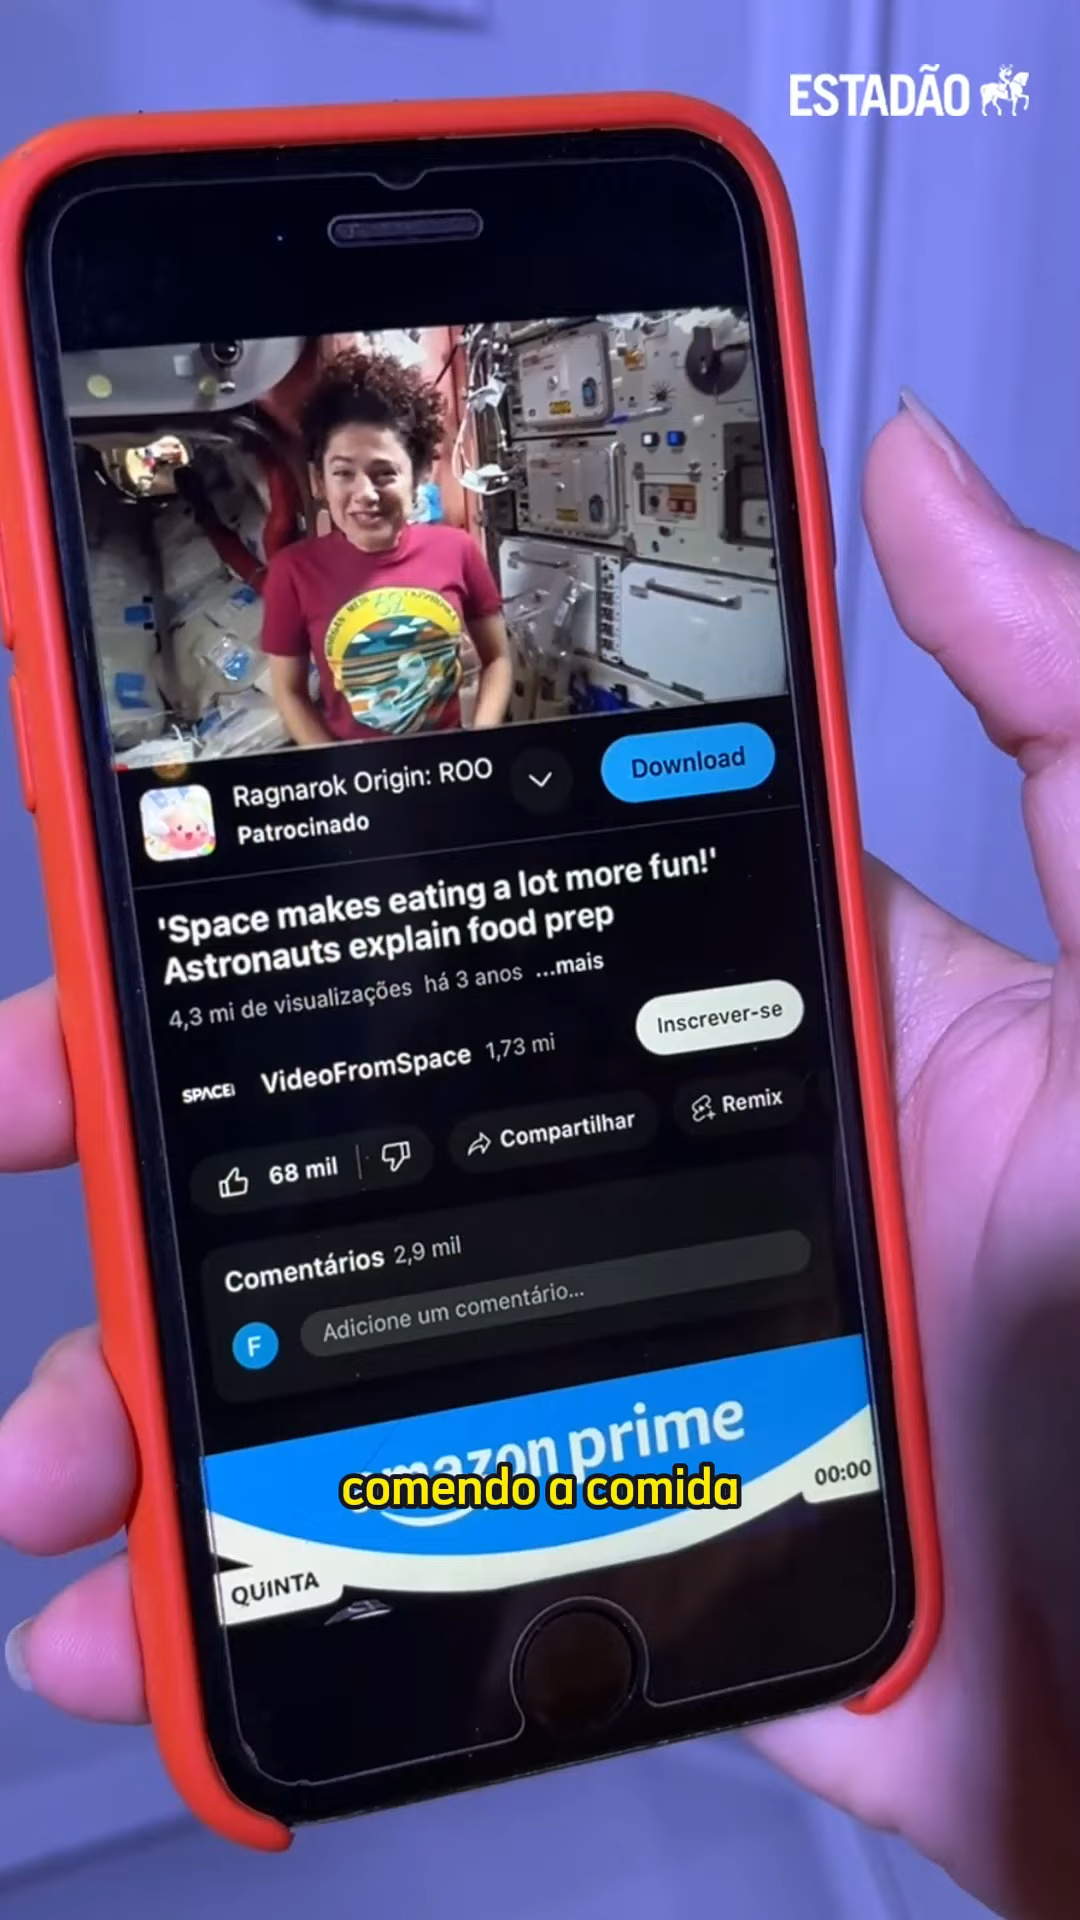 ESTADÃO
Ragnarok Origin: ROO
Patrocinado
Download
'Space makes eating a lot more fun!'
Astronauts explain food prep
4,3 mi de visualizações há 3 anos ...mais
SPACE
VideoFromSpace 1,73 mi
Inscrever-se
68 mil
Compartilhar
Remix
Comentários 2,9 mil
F
Adicione um comentário...
amazon prime
comendo a comida
00:00
QUINTA